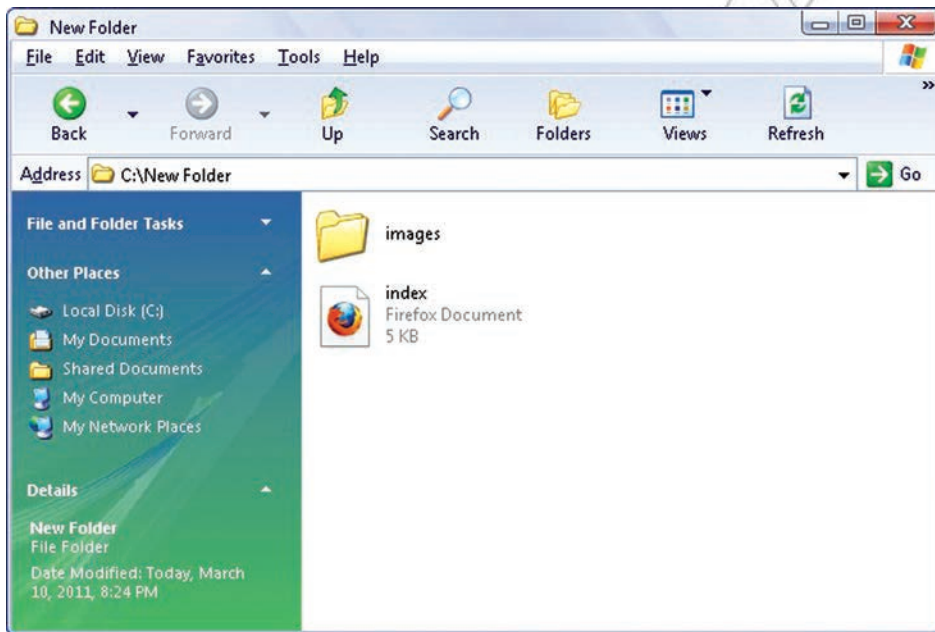 New Folder
File Edit View Favorites Tools Help
Back Forward Up Search Folders Views Refresh »
Address C:\New Folder Go
File and Folder Tasks
Other Places
Local Disk (C:)
My Documents
Shared Documents
My Computer
My Network Places
Details
New Folder
File Folder
Date Modified: Today, March
10, 2011, 8:24 PM
images
index
Firefox Document
5 KB